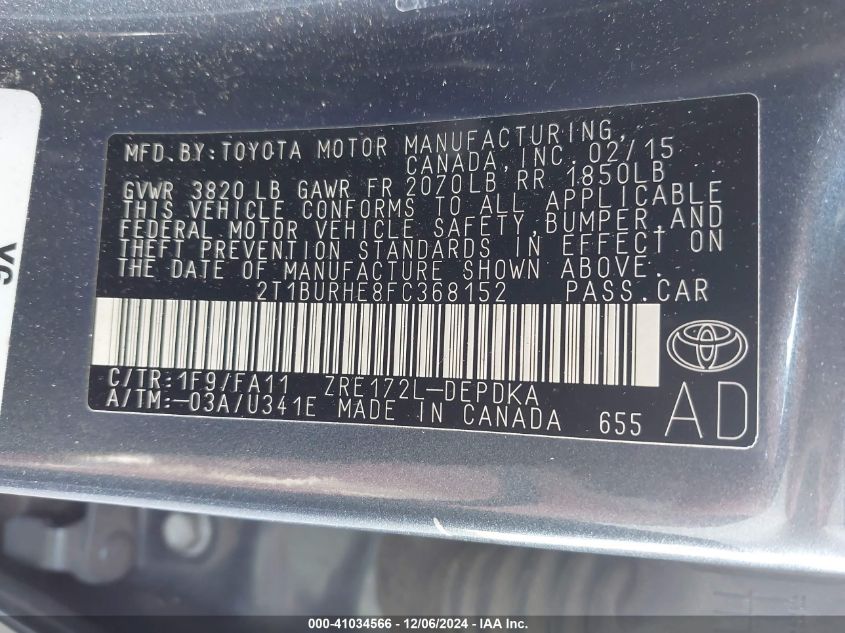 MFD.BY:TOYOTA MOTOR MANUFACTURING,
CANADA, INC. 02/15
GVWR 3820 LB GAWR FR 2070LB RR 1850LB
THIS VEHICLE CONFORMS TO ALL APPLICABLE
FEDERAL MOTOR VEHICLE SAFETY,BUMPER,AND
THEFT PREVENTION STANDARDS IN EFFECT ON
THE DATE OF MANUFACTURE SHOWN ABOVE.
2T1BURHE8FC368152 PASS.CAR
C/TR:1F9/FA11 ZRE172L-DEPDKA
A/TM:-03A/U341E MADE IN CANADA 655
AD
000-41034566 - 12/06/2024 - IAA Inc.